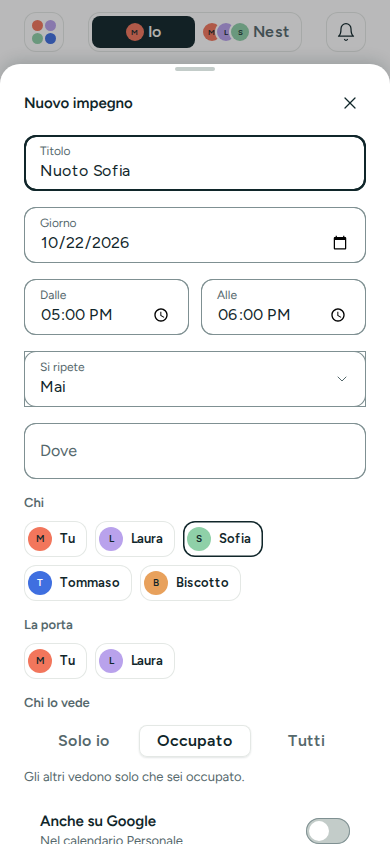 M Io M L S Nest
Nuovo impegno
Titolo
Nuoto Sofia
Giorno
10/22/2026
Dalle Alle
05:00 PM 06:00 PM
Si ripete
Mai
Dove
Chi
M Tu L Laura S Sofia
T Tommaso B Biscotto
La porta
M Tu L Laura
Chi lo vede
Solo io Occupato Tutti
Gli altri vedono solo che sei occupato.
Anche su Google
Nel calendario Personale